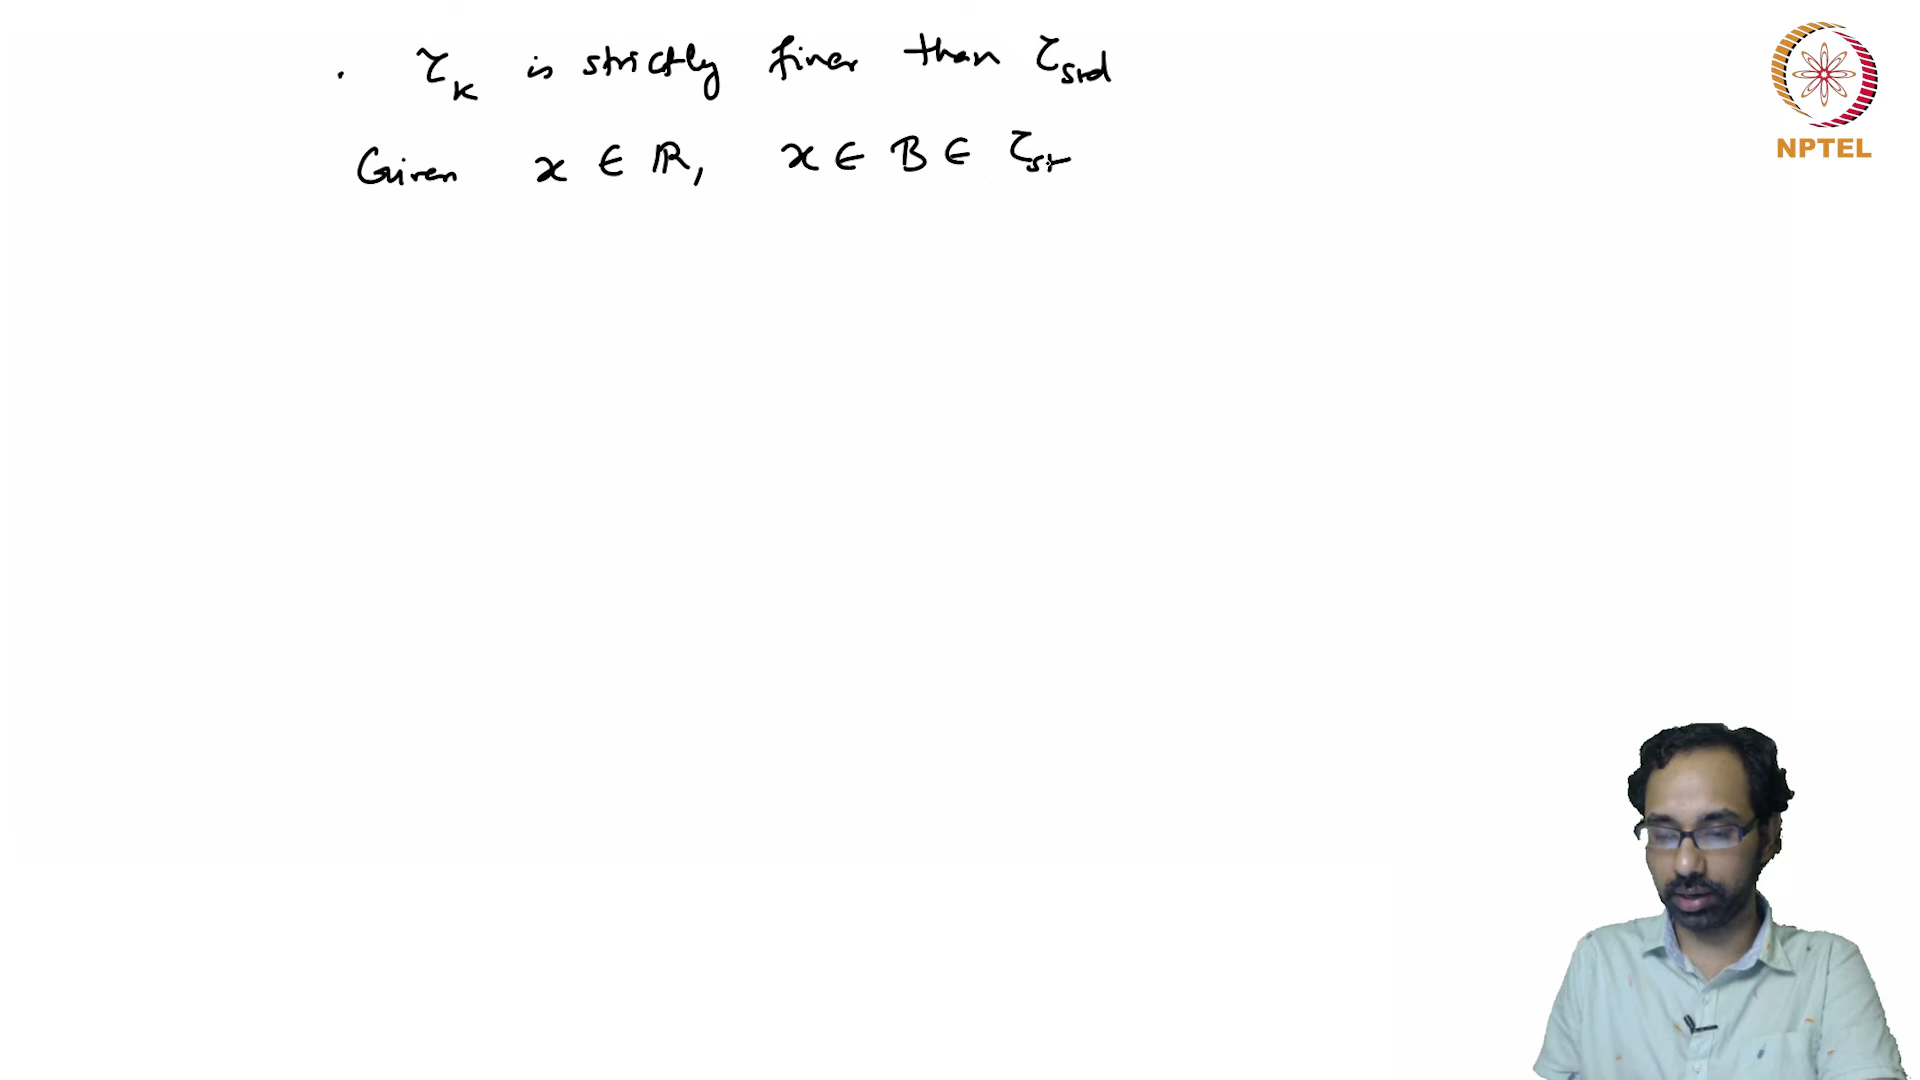 . τ_K is strictly finer than τ_std
Given x ∈ ℝ, x ∈ B ∈ τ_st
NPTEL